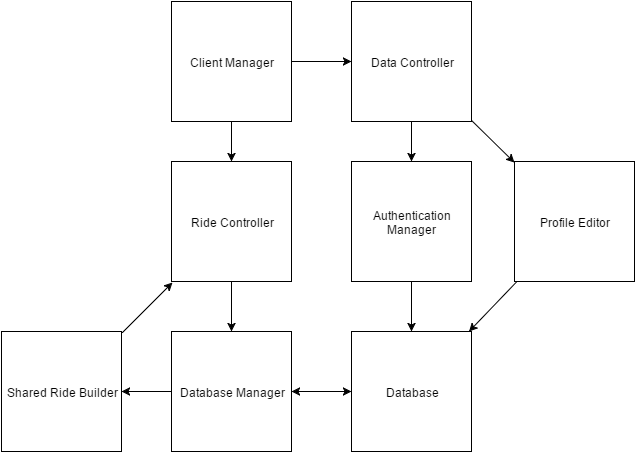 Client Manager
Data Controller
Ride Controller
Authentication
Manager
Profile Editor
Shared Ride Builder
Database Manager
Database